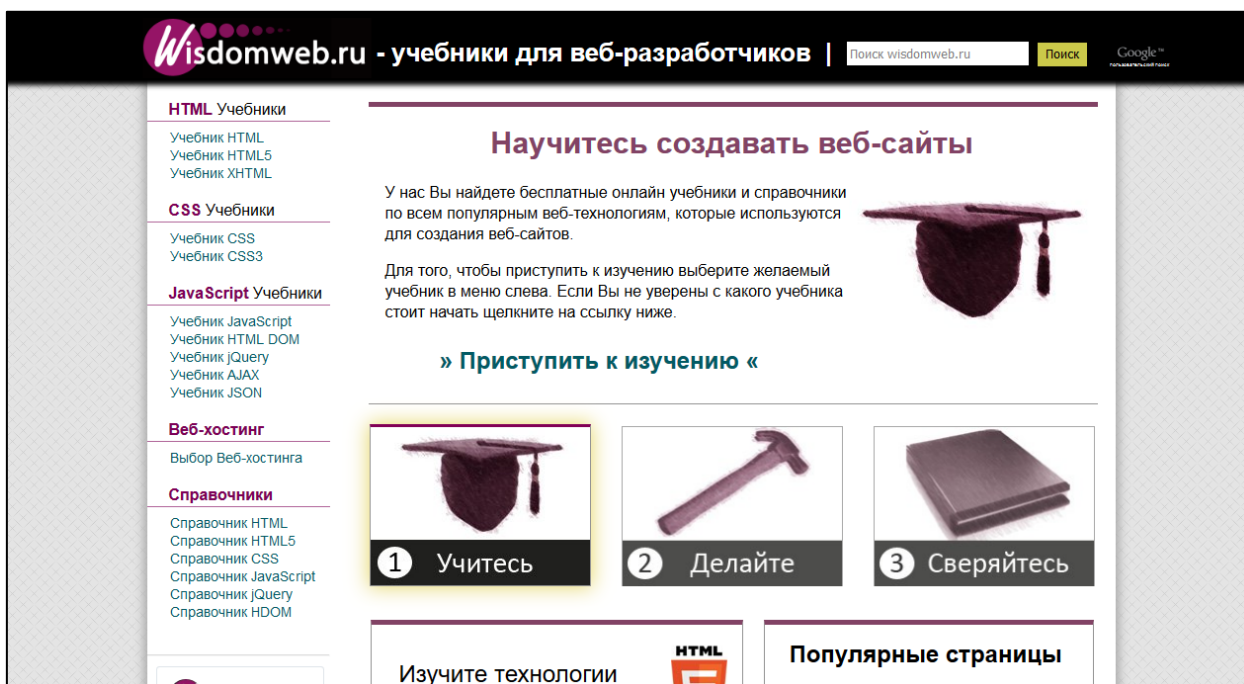 Wisdomweb.ru - учебники для веб-разработчиков |
Поиск wisdomweb.ru
Поиск
Google™
пользовательский поиск
HTML Учебники
Учебник HTML
Учебник HTML5
Учебник XHTML
CSS Учебники
Учебник CSS
Учебник CSS3
JavaScript Учебники
Учебник JavaScript
Учебник HTML DOM
Учебник jQuery
Учебник AJAX
Учебник JSON
Веб-хостинг
Выбор Веб-хостинга
Справочники
Справочник HTML
Справочник HTML5
Справочник CSS
Справочник JavaScript
Справочник jQuery
Справочник HDOM
Научитесь создавать веб-сайты
У нас Вы найдете бесплатные онлайн учебники и справочники
по всем популярным веб-технологиям, которые используются
для создания веб-сайтов.
Для того, чтобы приступить к изучению выберите желаемый
учебник в меню слева. Если Вы не уверены с какого учебника
стоит начать щелкните на ссылку ниже.
» Приступить к изучению «
1 Учитесь
2 Делайте
3 Сверяйтесь
Изучите технологии
HTML
Популярные страницы